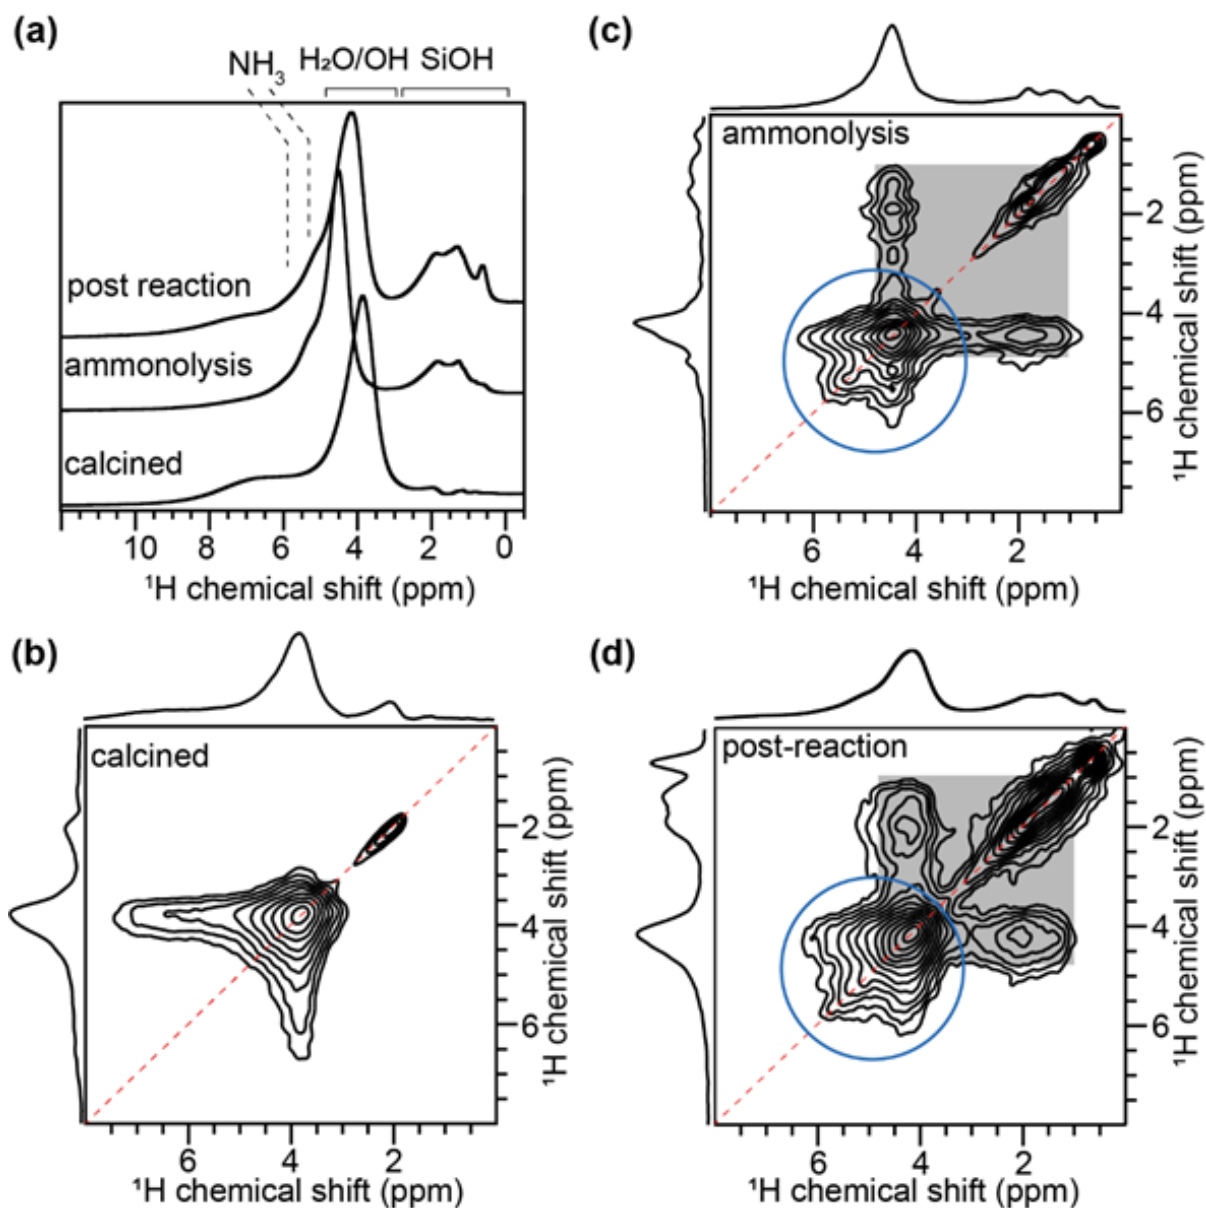 (a)
NH₃ H₂O/OH SiOH
post reaction
ammonolysis
calcined
10 8 6 4 2 0
¹H chemical shift (ppm)
(c)
ammonolysis
2
4
6
¹H chemical shift (ppm)
6 4 2
¹H chemical shift (ppm)
(b)
calcined
2
4
6
¹H chemical shift (ppm)
6 4 2
¹H chemical shift (ppm)
(d)
post-reaction
2
4
6
¹H chemical shift (ppm)
6 4 2
¹H chemical shift (ppm)